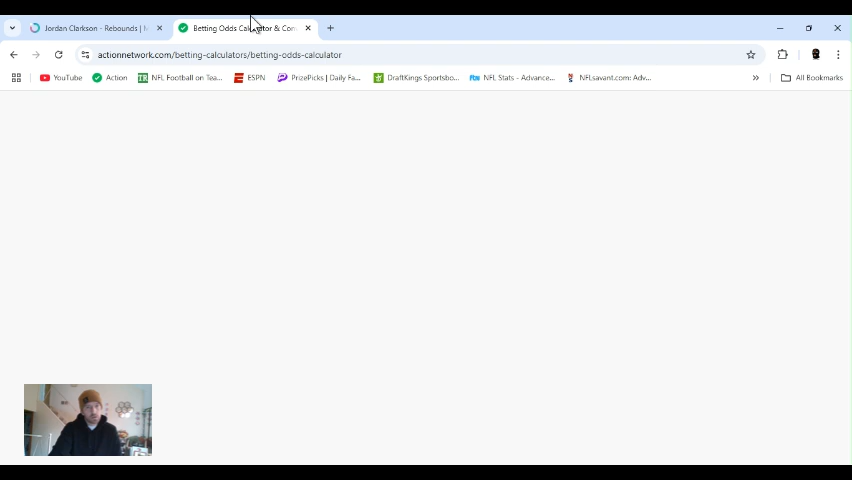 Jordan Clarkson - Rebounds |
Betting Odds Calculator & Con
actionnetwork.com/betting-calculators/betting-odds-calculator
YouTube
Action
NFL Football on Tea...
ESPN
PrizePicks | Daily Fa...
DraftKings Sportsbo...
NFL Stats - Advance...
NFLsavant.com: Adv...
»
All Bookmarks